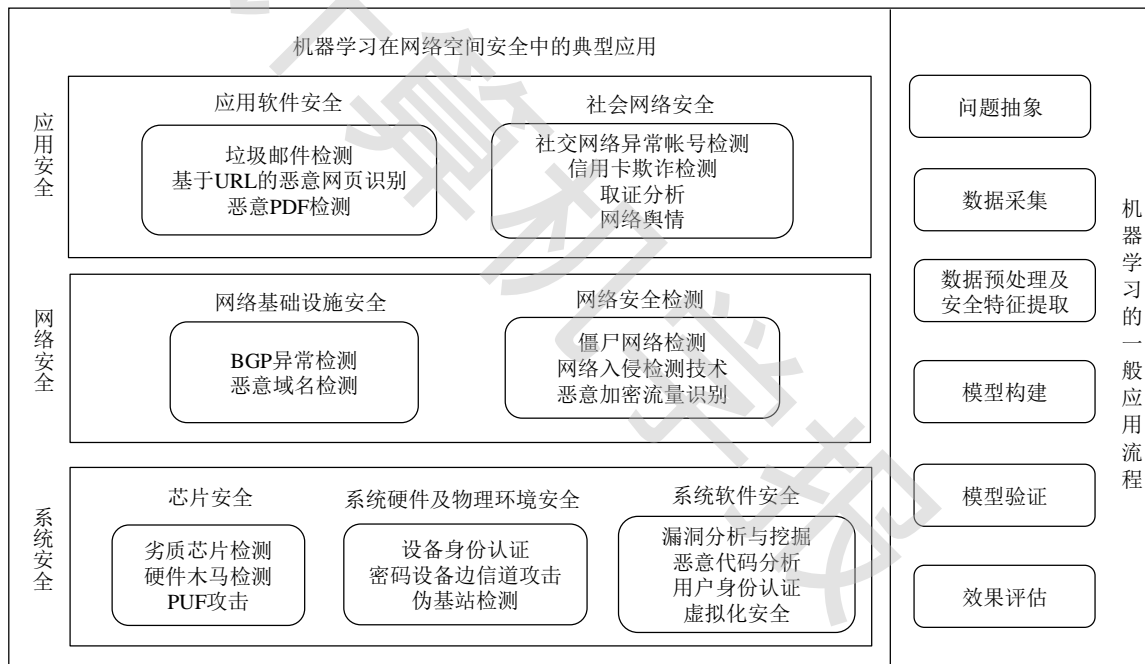 机器学习在网络空间安全中的典型应用
应用安全
应用软件安全
垃圾邮件检测
基于URL的恶意网页识别
恶意PDF检测
社会网络安全
社交网络异常帐号检测
信用卡欺诈检测
取证分析
网络舆情
网络安全
网络基础设施安全
BGP异常检测
恶意域名检测
网络安全检测
僵尸网络检测
网络入侵检测技术
恶意加密流量识别
系统安全
芯片安全
劣质芯片检测
硬件木马检测
PUF攻击
系统硬件及物理环境安全
设备身份认证
密码设备边信道攻击
伪基站检测
系统软件安全
漏洞分析与挖掘
恶意代码分析
用户身份认证
虚拟化安全
问题抽象
数据采集
数据预处理及
安全特征提取
模型构建
模型验证
效果评估
机器学习的一般应用流程
计算机学报